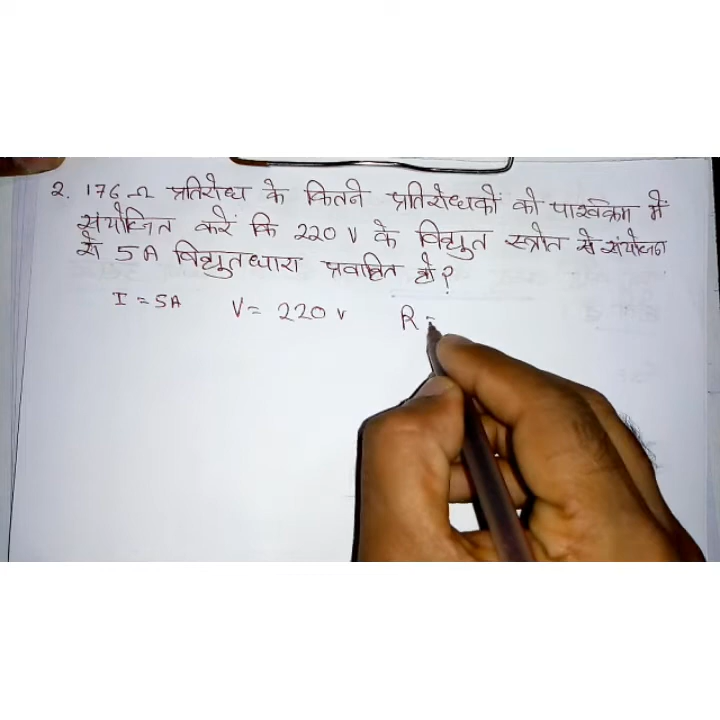 2. 176 Ω प्रतिरोध के कितने प्रतिरोधकों को पार्श्वक्रम में
संयोजित करें कि 220 V के विद्युत स्त्रोत से संयोजन
से 5A विद्युतधारा प्रवाहित हो?
I = 5A V = 220 v R =